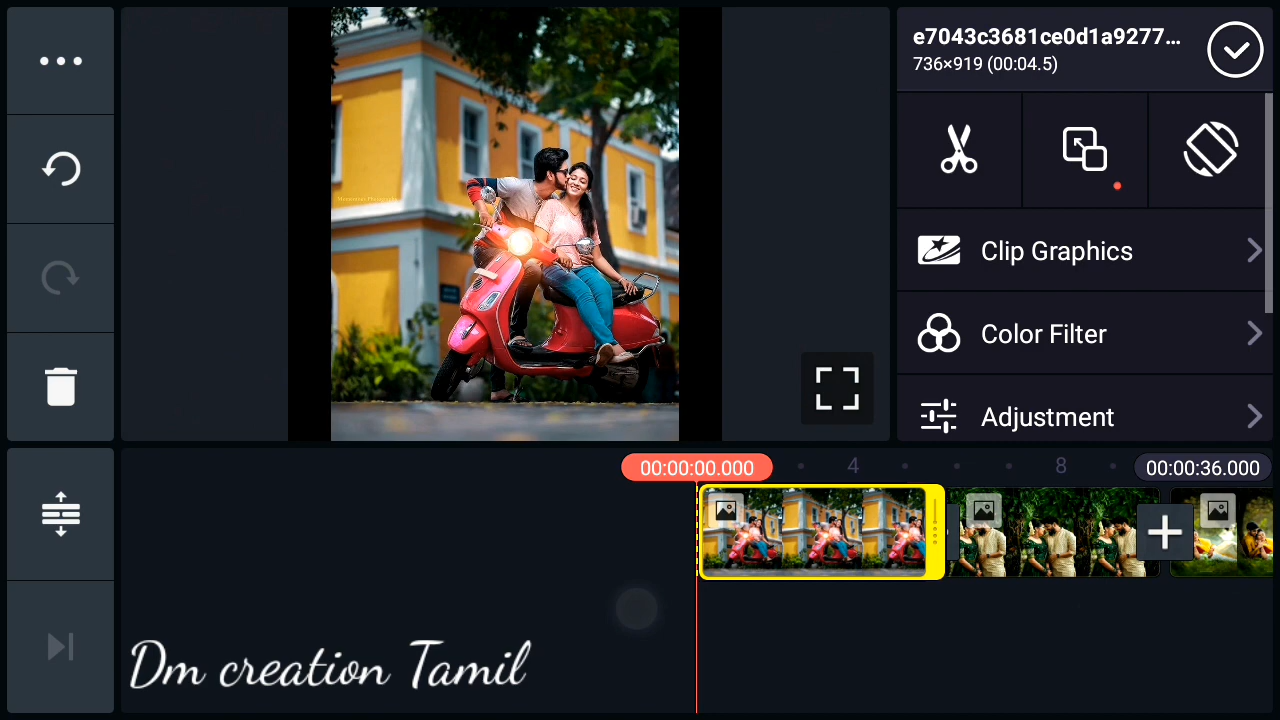 e7043c3681ce0d1a9277...
736×919 (00:04.5)
Clip Graphics
Color Filter
Adjustment
00:00:00.000
4
8
00:00:36.000
Dm creation Tamil